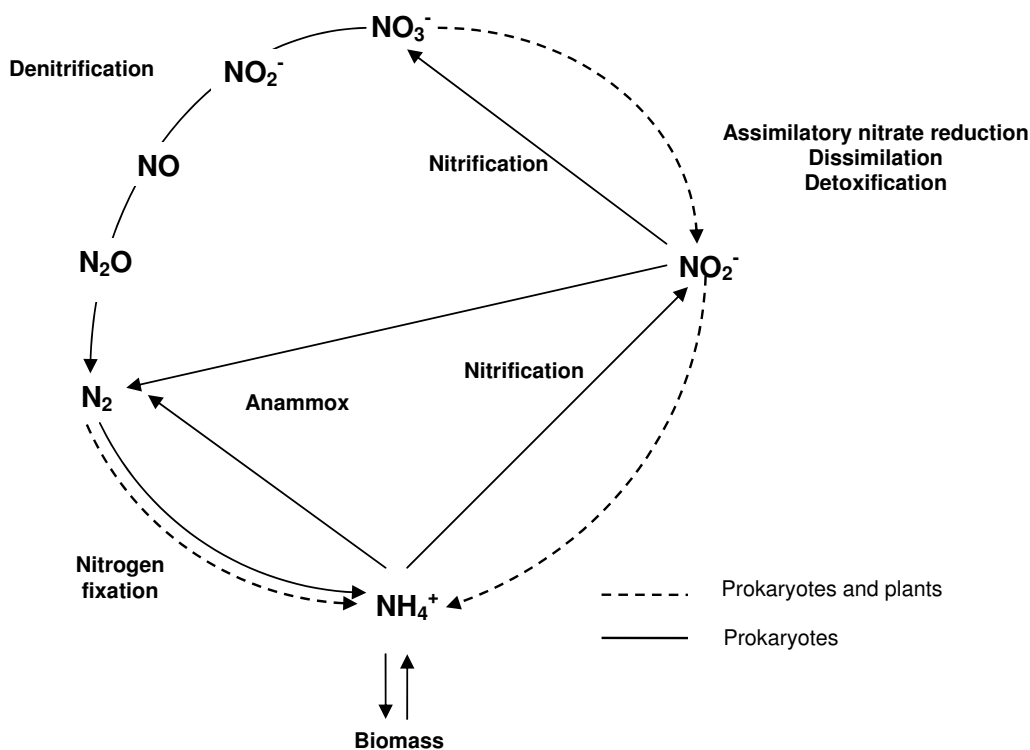 NO₃⁻
Denitrification
NO₂⁻
Assimilatory nitrate reduction
Dissimilation
Detoxification
Nitrification
NO
N₂O
NO₂⁻
Nitrification
N₂
Anammox
Nitrogen
fixation
NH₄⁺
Prokaryotes and plants
Prokaryotes
Biomass